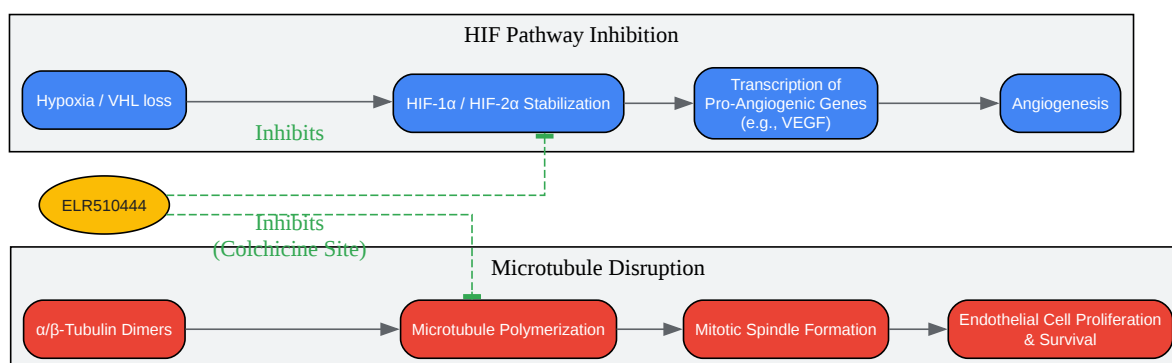 HIF Pathway Inhibition
Hypoxia / VHL loss
HIF-1α / HIF-2α Stabilization
Transcription of
Pro-Angiogenic Genes
(e.g., VEGF)
Angiogenesis
Inhibits
ELR510444
Inhibits
(Colchicine Site)
Microtubule Disruption
α/β-Tubulin Dimers
Microtubule Polymerization
Mitotic Spindle Formation
Endothelial Cell Proliferation
& Survival